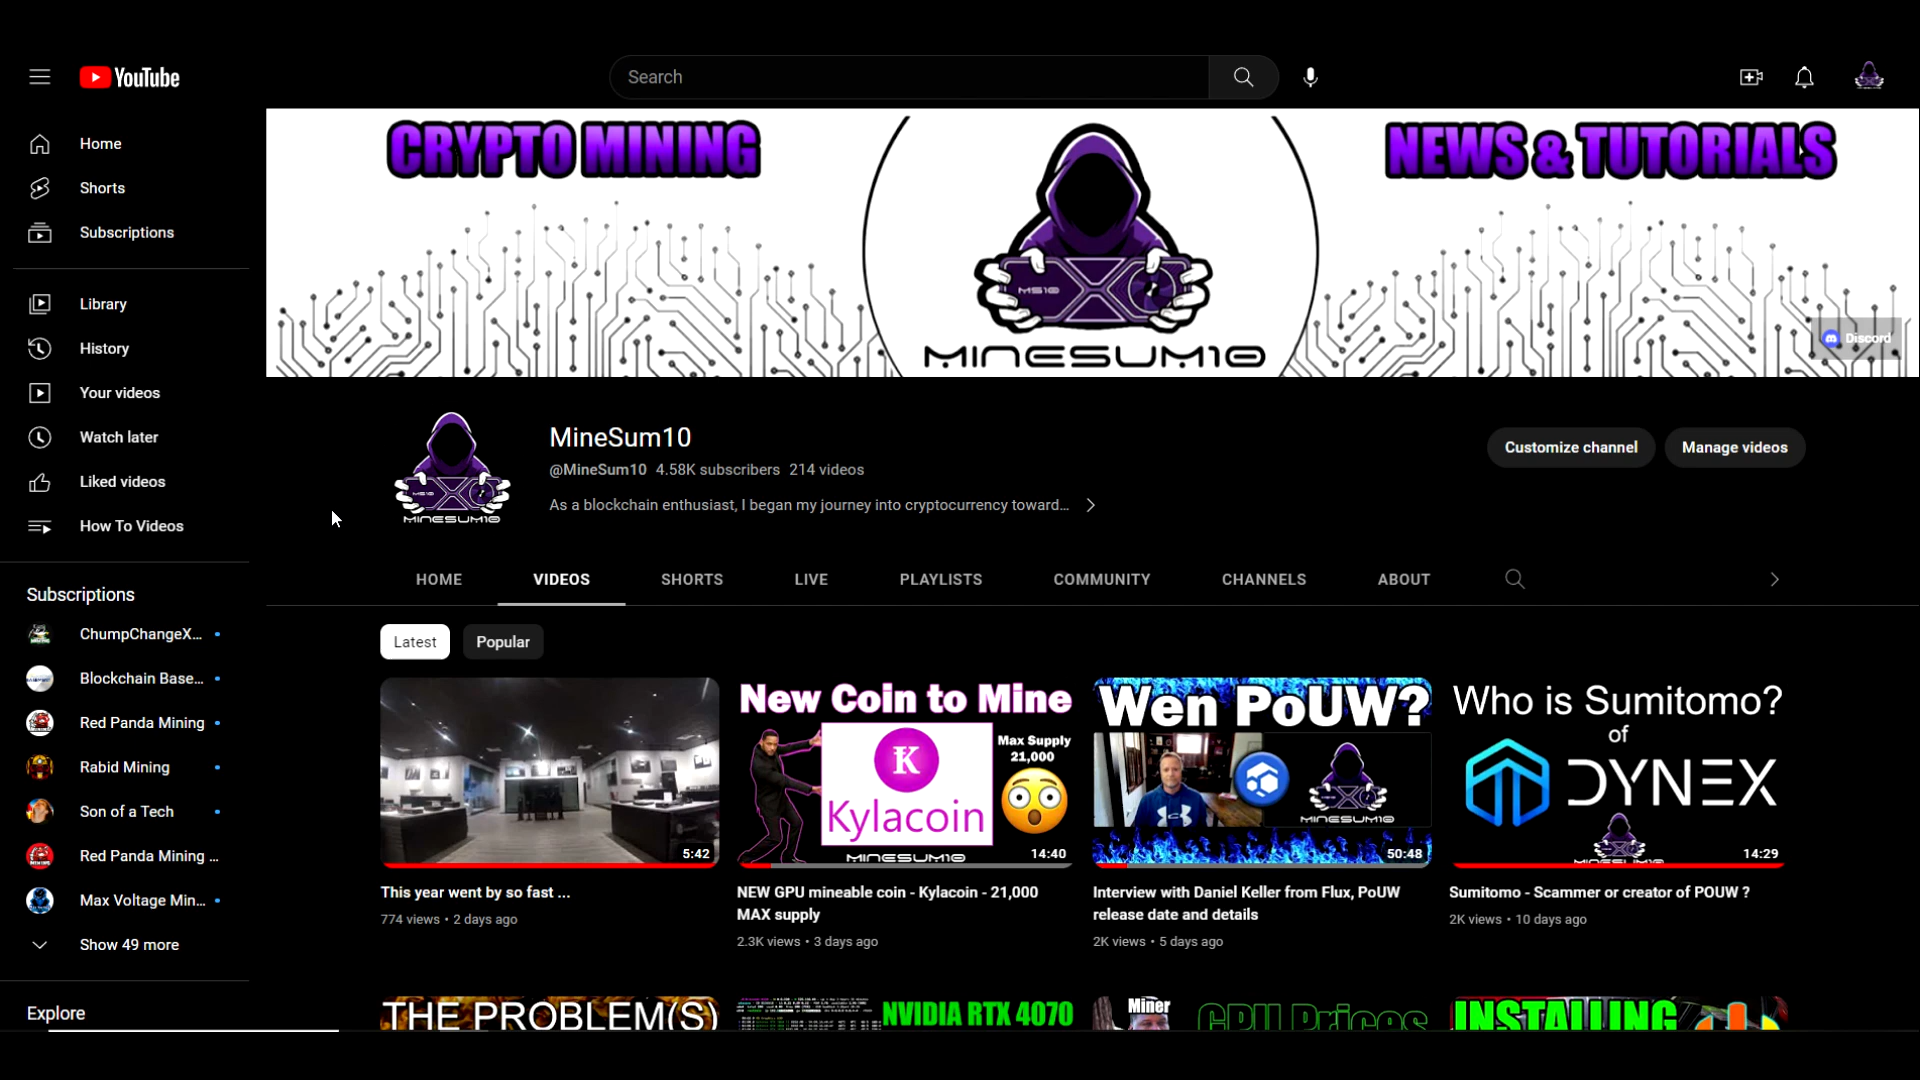 YouTube
Search
Home
Shorts
Subscriptions
Library
History
Your videos
Watch later
Liked videos
How To Videos
Subscriptions
ChumpChangeX...
Blockchain Base...
Red Panda Mining
Rabid Mining
Son of a Tech
Red Panda Mining ...
Max Voltage Min...
Show 49 more
Explore
CRYPTO MINING
NEWS & TUTORIALS
MS10
MINESUM10
Discord
MINESUM10
MineSum10
@MineSum10 4.58K subscribers 214 videos
As a blockchain enthusiast, I began my journey into cryptocurrency toward...
Customize channel
Manage videos
HOME
VIDEOS
SHORTS
LIVE
PLAYLISTS
COMMUNITY
CHANNELS
ABOUT
Latest
Popular
5:42
This year went by so fast ...
774 views • 2 days ago
New Coin to Mine
K
Kylacoin
Max Supply
21,000
MINESUM10
14:40
NEW GPU mineable coin - Kylacoin - 21,000
MAX supply
2.3K views • 3 days ago
Wen PoUW?
MINESUM10
50:48
Interview with Daniel Keller from Flux, PoUW
release date and details
2K views • 5 days ago
Who is Sumitomo?
of
DYNEX
MINESUM10
14:29
Sumitomo - Scammer or creator of POUW ?
2K views • 10 days ago
THE PROBLEM(S)
NVIDIA RTX 4070
Miner
GPU Prices
INSTALLING